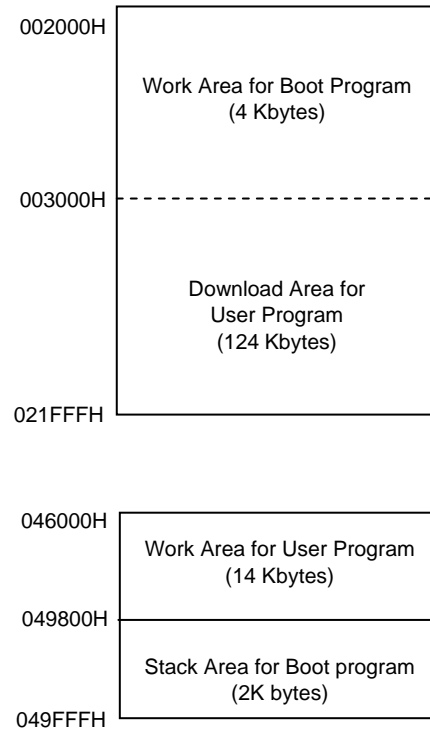 002000H
Work Area for Boot Program
(4 Kbytes)
003000H
Download Area for
User Program
(124 Kbytes)
021FFFH
046000H
Work Area for User Program
(14 Kbytes)
049800H
Stack Area for Boot program
(2K bytes)
049FFFH